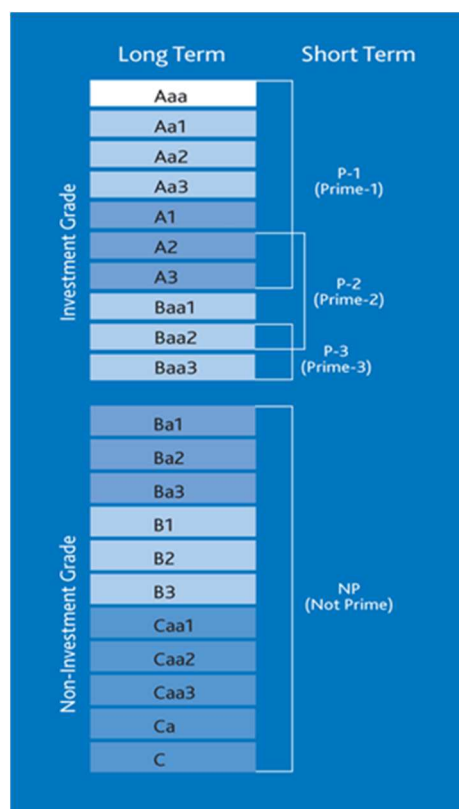 Long Term
Short Term
Investment Grade
Aaa
Aa1
Aa2
Aa3
A1
A2
A3
Baa1
Baa2
Baa3
P-1
(Prime-1)
P-2
(Prime-2)
P-3
(Prime-3)
Non-Investment Grade
Ba1
Ba2
Ba3
B1
B2
B3
Caa1
Caa2
Caa3
Ca
C
NP
(Not Prime)